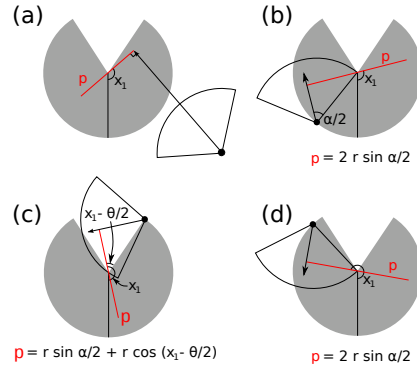 (a)
p
x₁
(b)
p
x₁
α/2
p = 2 r sin α/2
(c)
x₁- θ/2
x₁
p
p = r sin α/2 + r cos (x₁- θ/2)
(d)
p
x₁
p = 2 r sin α/2